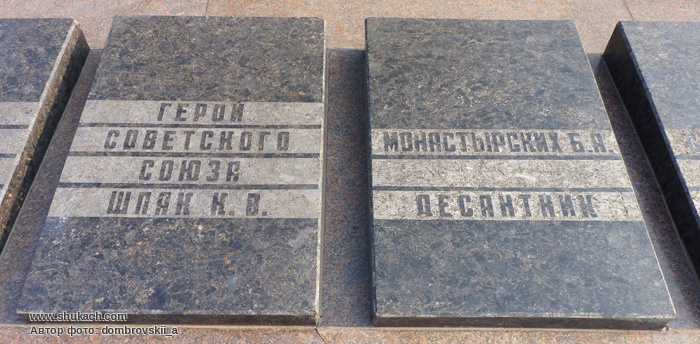 ГЕРОЙ
СОВЕТСКОГО
СОЮЗА
ШПАК К. В.
МОНАСТЫРСКИХ Б.А.
ДЕСАНТНИК
www.shukach.com
Автор фото: dombrovskii_a